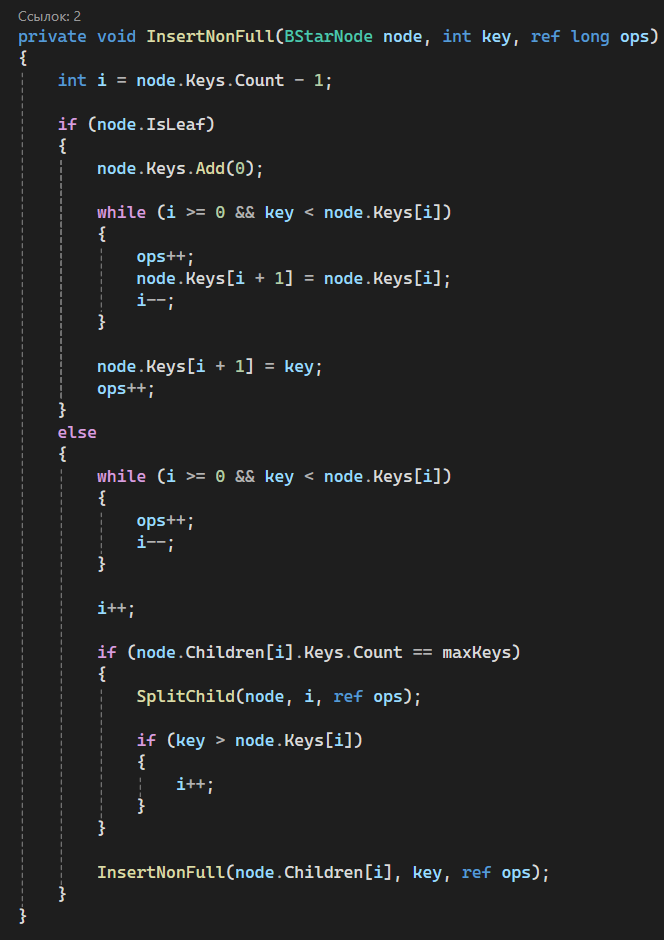 Ссылок: 2
private void InsertNonFull(BStarNode node, int key, ref long ops)
{
int i = node.Keys.Count - 1;
if (node.IsLeaf)
{
node.Keys.Add(0);
while (i >= 0 && key < node.Keys[i])
{
ops++;
node.Keys[i + 1] = node.Keys[i];
i--;
}
node.Keys[i + 1] = key;
ops++;
}
else
{
while (i >= 0 && key < node.Keys[i])
{
ops++;
i--;
}
i++;
if (node.Children[i].Keys.Count == maxKeys)
{
SplitChild(node, i, ref ops);
if (key > node.Keys[i])
{
i++;
}
}
InsertNonFull(node.Children[i], key, ref ops);
}
}